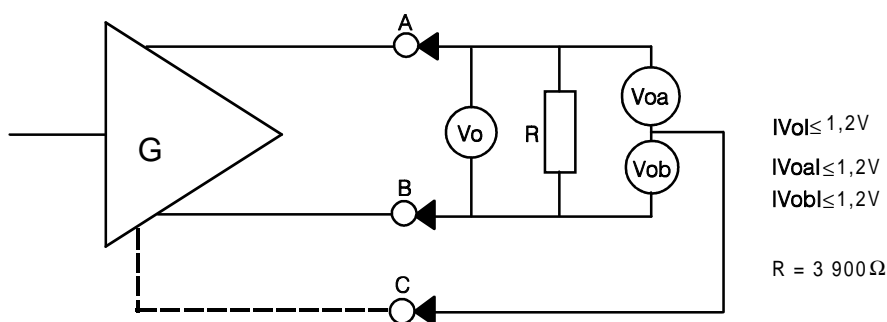 A
G
Vo
R
Voa
Vob
B
C
IVoI≤ 1,2V
IVoaI≤1,2V
IVobI≤1,2V
R = 3 900Ω